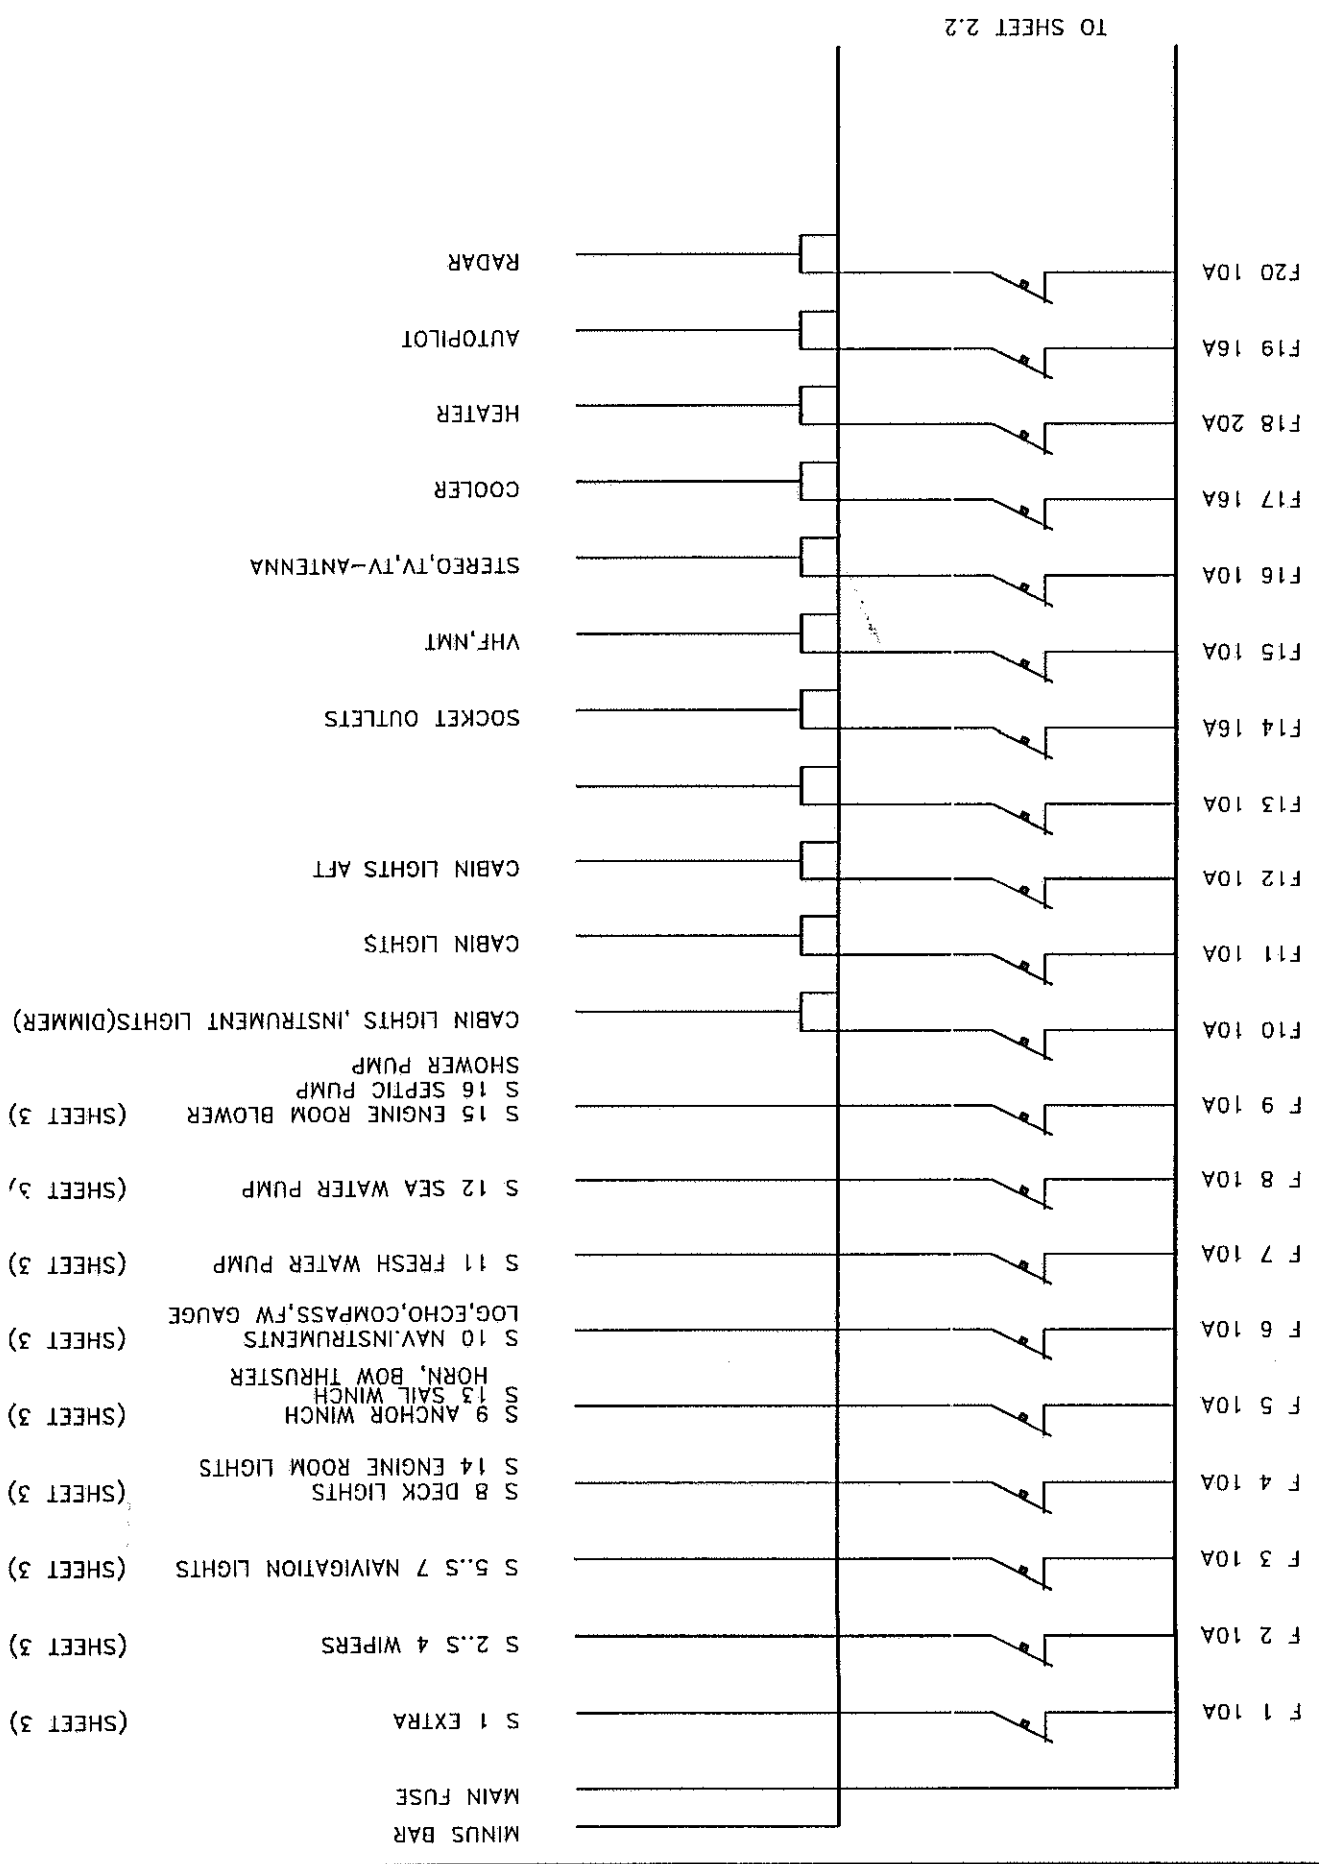 MINUS BAR
MAIN FUSE
F 1 10A S 1 EXTRA (SHEET 3)
F 2 10A S 2..S 4 WIPERS (SHEET 3)
F 3 10A S 5..S 7 NAIVIGATION LIGHTS (SHEET 3)
F 4 10A S 8 DECK LIGHTS (SHEET 3)
S 14 ENGINE ROOM LIGHTS
F 5 10A S 9 ANCHOR WINCH (SHEET 3)
S 13 SAIL WINCH
HORN, BOW THRUSTER
F 6 10A S 10 NAV.INSTRUMENTS (SHEET 3)
LOG,ECHO,COMPASS,FW GAUGE
F 7 10A S 11 FRESH WATER PUMP (SHEET 3)
F 8 10A S 12 SEA WATER PUMP (SHEET 3)
F 9 10A S 15 ENGINE ROOM BLOWER (SHEET 3)
S 16 SEPTIC PUMP
SHOWER PUMP
F10 10A CABIN LIGHTS ,INSTRUMENT LIGHTS(DIMMER)
F11 10A CABIN LIGHTS
F12 10A CABIN LIGHTS AFT
F13 10A
F14 16A SOCKET OUTLETS
F15 10A VHF,NMT
F16 10A STEREO,TV,TV-ANTENNA
F17 16A COOLER
F18 20A HEATER
F19 16A AUTOPILOT
F20 10A RADAR
TO SHEET 2.2